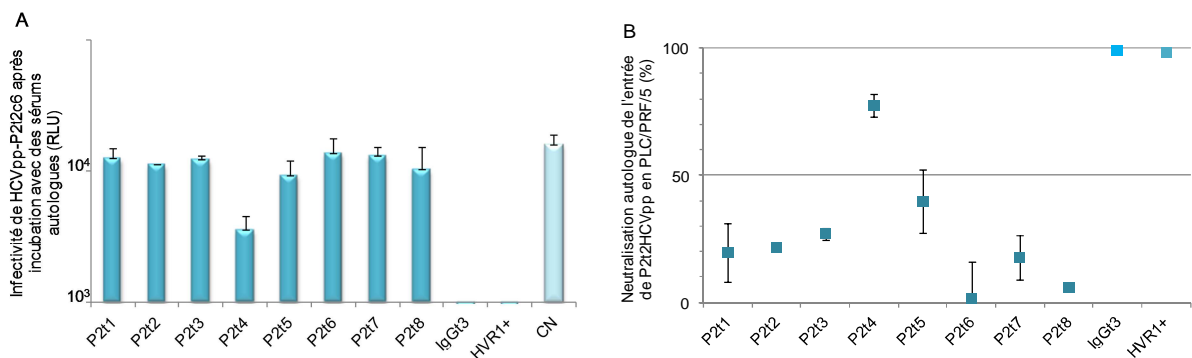 A
Infectivité de HCVpp-P2t2c6 après
incubation avec des sérums
autologues (RLU)
10⁴
10³
P2t1
P2t2
P2t3
P2t4
P2t5
P2t6
P2t7
P2t8
IgGt3
HVR1+
CN
B
Neutralisation autologue de l'entrée
de P2t2HCVpp en PLC/PRF/5 (%)
100
50
0
P2t1
P2t2
P2t3
P2t4
P2t5
P2t6
P2t7
P2t8
IgGt3
HVR1+